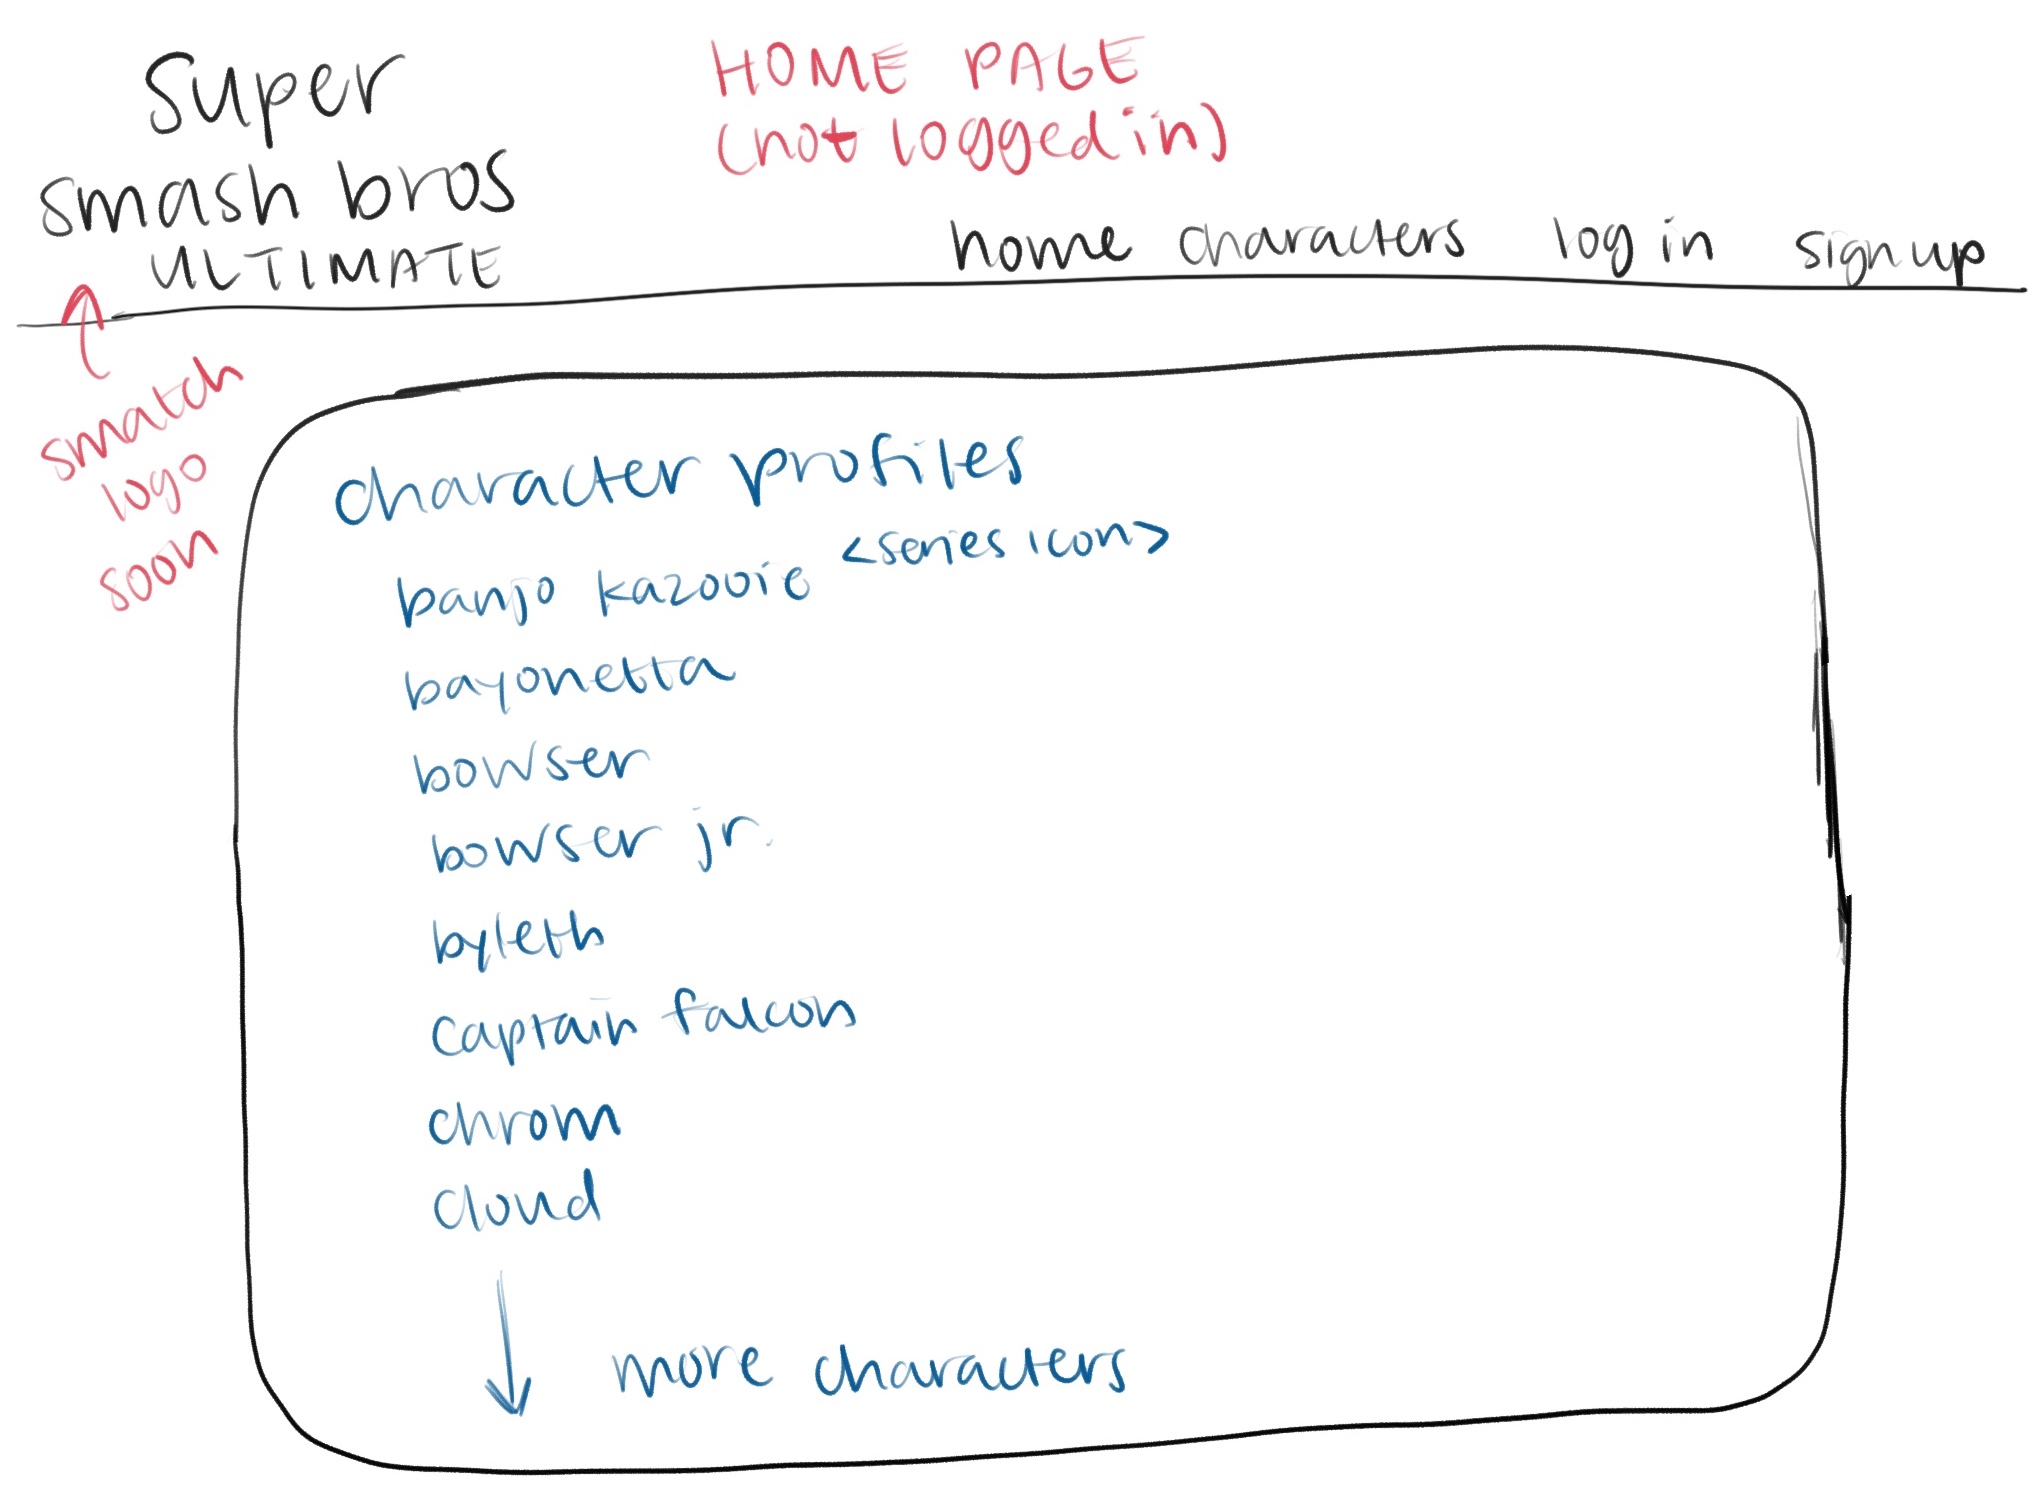 super
smash bros
ULTIMATE
HOME PAGE
(not logged in)
home characters log in sign up
smatch
logo
soon
character profiles
banjo kazooie <series icon>
bayonetta
bowser
bowser jr.
byleth
captain falcon
chrom
cloud
more characters